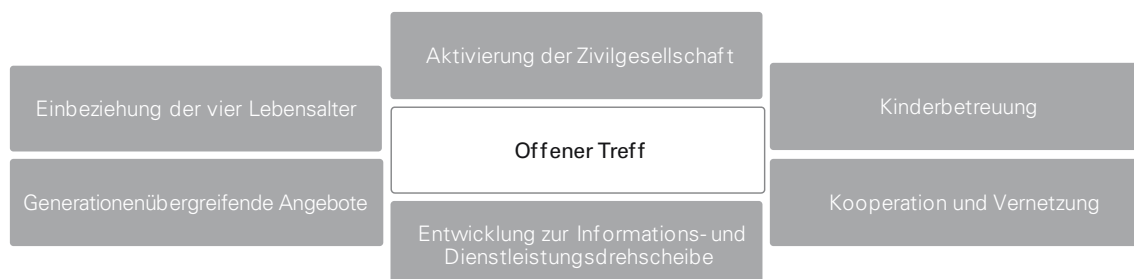 Aktivierung der Zivilgesellschaft
Einbeziehung der vier Lebensalter
Kinderbetreuung
Offener Treff
Generationenübergreifende Angebote
Kooperation und Vernetzung
Entwicklung zur Informations- und
Dienstleistungsdrehscheibe